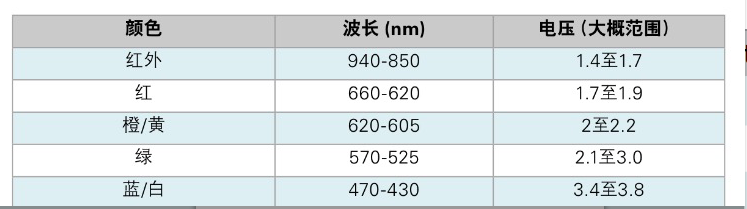 颜色 波长 (nm) 电压 (大概范围)
红外 940-850 1.4至1.7
红 660-620 1.7至1.9
橙/黄 620-605 2至2.2
绿 570-525 2.1至3.0
蓝/白 470-430 3.4至3.8